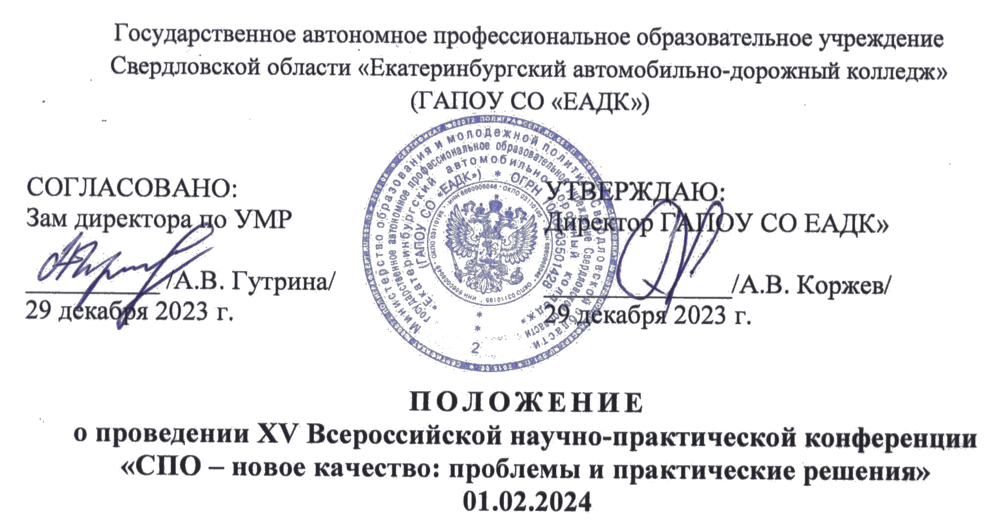 Государственное автономное профессиональное образовательное учреждение
Свердловской области «Екатеринбургский автомобильно-дорожный колледж»
(ГАПОУ СО «ЕАДК»)
СОГЛАСОВАНО:
Зам директора по УМР
/А.В. Гутрина/
29 декабря 2023 г.
УТВЕРЖДАЮ:
Директор ГАПОУ СО ЕАДК»
/А.В. Коржев/
29 декабря 2023 г.
Министерство образования и молодежной политики Свердловской области
государственное автономное профессиональное образовательное учреждение Свердловской области
«Екатеринбургский автомобильно-дорожный колледж»
(ГАПОУ СО «ЕАДК») * ОГРН
2
ПОЛОЖЕНИЕ
о проведении XV Всероссийской научно-практической конференции
«СПО – новое качество: проблемы и практические решения»
01.02.2024